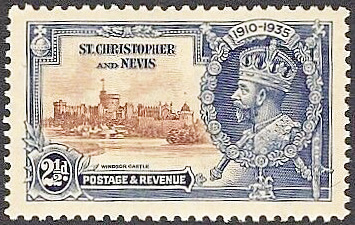 1910-1935
ST. CHRISTOPHER
AND NEVIS
WINDSOR CASTLE
2½D.
POSTAGE & REVENUE